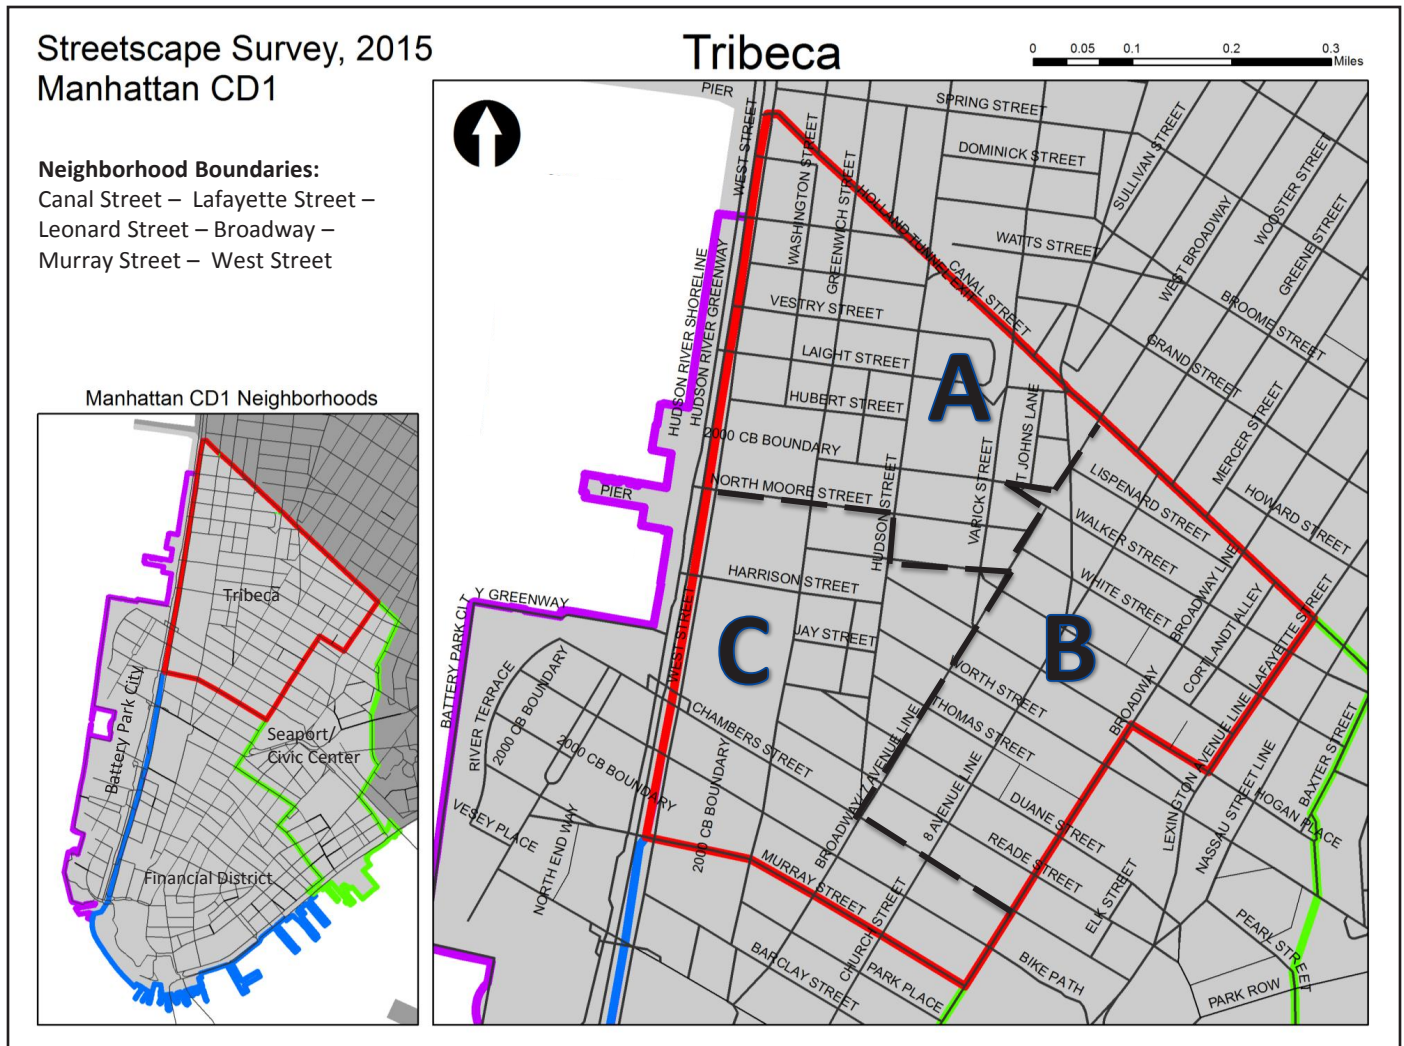 Streetscape Survey, 2015
Manhattan CD1
Tribeca
0 0.05 0.1 0.2 0.3
Miles
Neighborhood Boundaries:
Canal Street – Lafayette Street –
Leonard Street – Broadway –
Murray Street – West Street
Manhattan CD1 Neighborhoods
Tribeca
Battery Park City
Seaport/
Civic Center
Financial District
PIER
SPRING STREET
WEST STREET
DOMINICK STREET
SULLIVAN STREET
WASHINGTON STREET
GREENWICH STREET
WOOSTER STREET
HOLLAND TUNNEL EXIT
WEST BROADWAY
GREENE STREET
WATTS STREET
CANAL STREET
HUDSON RIVER SHORELINE
HUDSON RIVER GREENWAY
VESTRY STREET
BROOME STREET
LAIGHT STREET
GRAND STREET
A
HUBERT STREET
ST JOHNS LANE
MERCER STREET
2000 CB BOUNDARY
VARICK STREET
LISPENARD STREET
NORTH MOORE STREET
HUDSON STREET
PIER
HOWARD STREET
WALKER STREET
WHITE STREET
BROADWAY LINE
HARRISON STREET
Y GREENWAY
BATTERY PARK CIT
CORTLANDT ALLEY
LAFAYETTE STREET
JAY STREET
C
B
WEST STREET
RIVER TERRACE
2000 CB BOUNDARY
WORTH STREET
BROADWAY
CHAMBERS STREET
THOMAS STREET
LEXINGTON AVENUE LINE
2000 CB BOUNDARY
2000 CB BOUNDARY
BROADWAY/ 7 AVENUE LINE
8 AVENUE LINE
NASSAU STREET LINE
BAXTER STREET
HOGAN PLACE
VESEY PLACE
NORTH END WAY
DUANE STREET
READE STREET
MURRAY STREET
ELK STREET
CHURCH STREET
PEARL STREET
BARCLAY STREET
PARK PLACE
BIKE PATH
PARK ROW